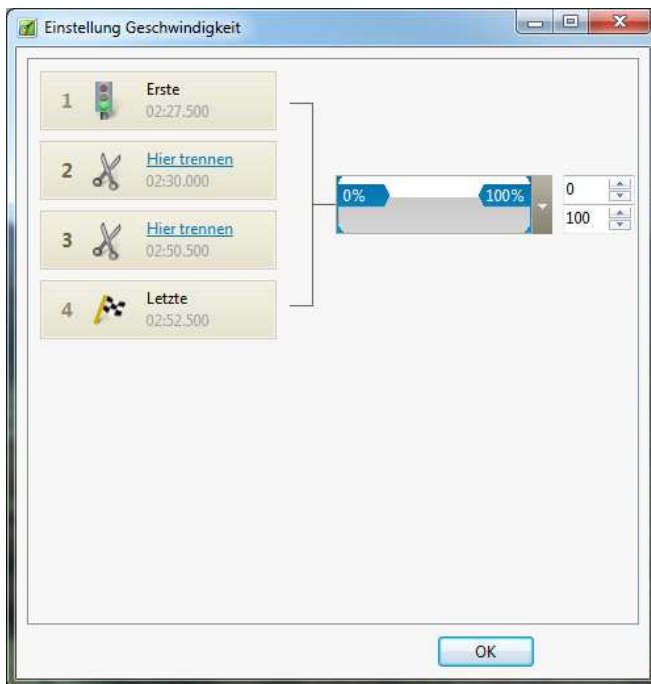 Einstellung Geschwindigkeit
1
Erste
02:27.500
2
Hier trennen
02:30.000
3
Hier trennen
02:50.500
4
Letzte
02:52.500
0% 100%
0
100
OK